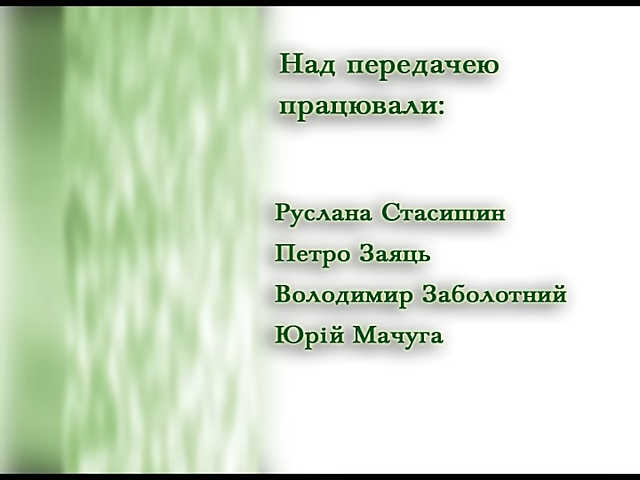 Над передачею
працювали:
Руслана Стасишин
Петро Заяць
Володимир Заболотний
Юрій Мачуга